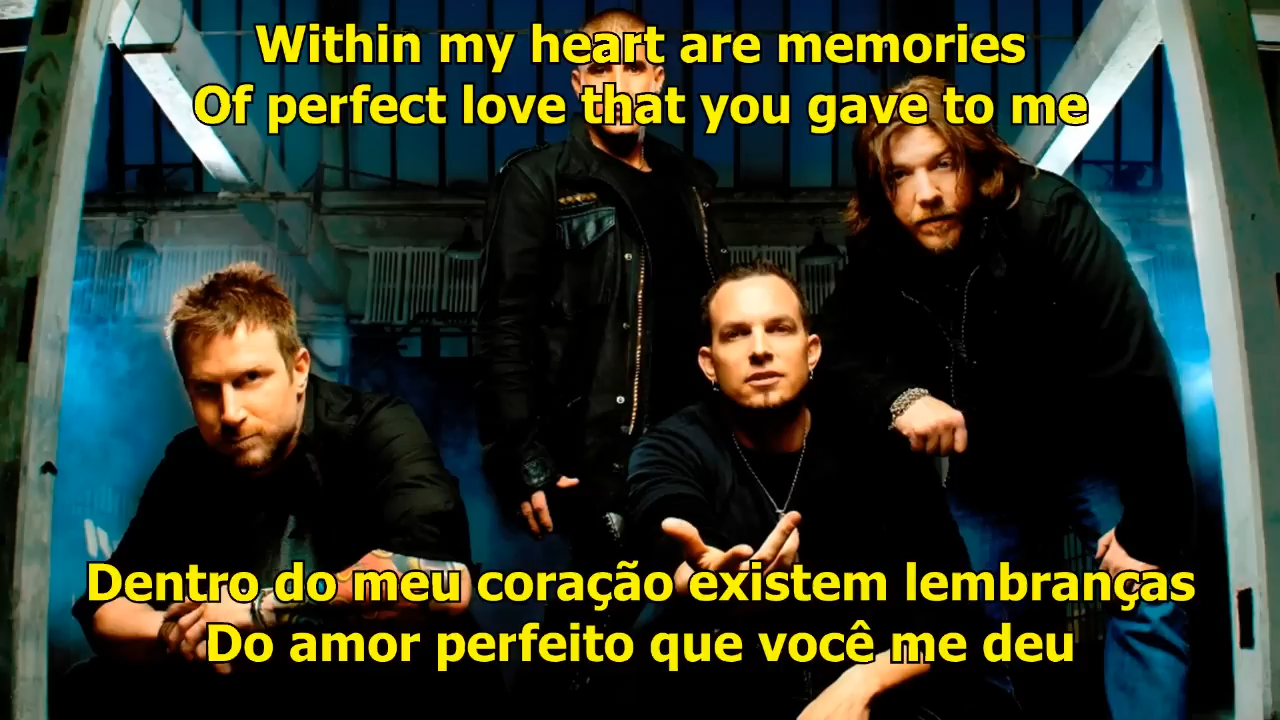 Within my heart are memories
Of perfect love that you gave to me
Dentro do meu coração existem lembranças
Do amor perfeito que você me deu